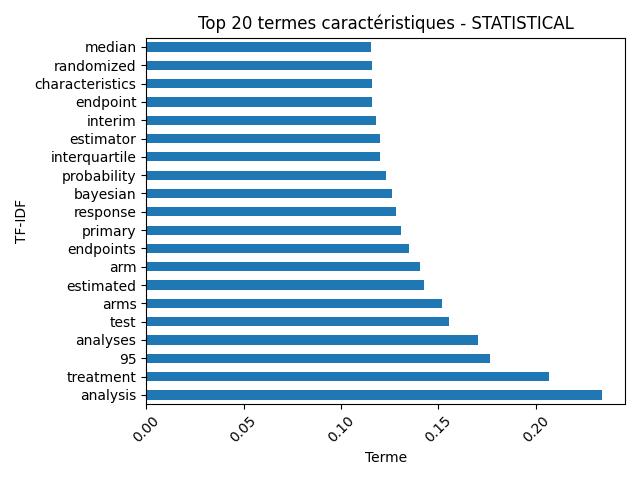 Top 20 termes caractéristiques - STATISTICAL
median
randomized
characteristics
endpoint
interim
estimator
interquartile
probability
bayesian
response
primary
endpoints
arm
estimated
arms
test
analyses
95
treatment
analysis
TF-IDF
0.00
0.05
0.10
0.15
0.20
Terme